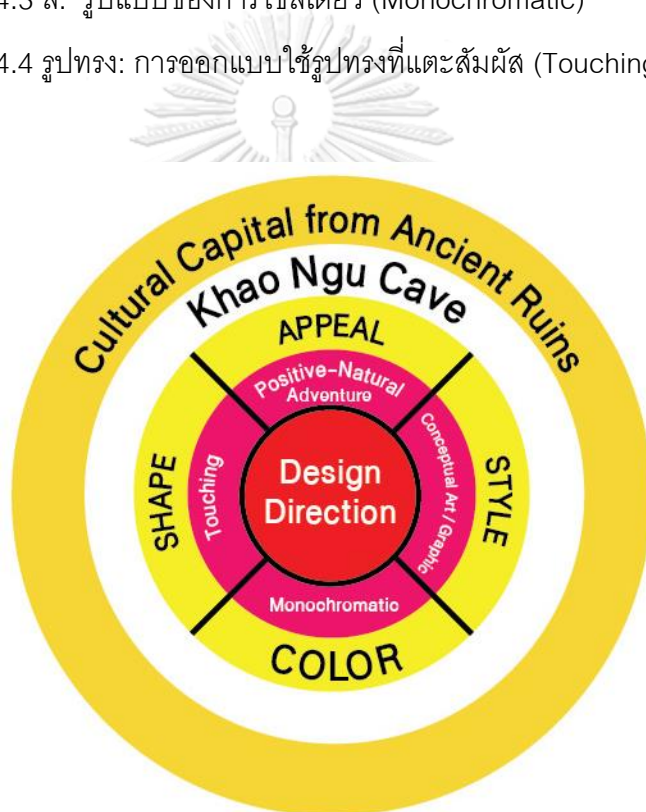 4.3 สี: รูปแบบของการใช้สีเดียว (Monochromatic)
4.4 รูปทรง: การออกแบบใช้รูปทรงที่แตะสัมผัส (Touching
Cultural Capital from Ancient Ruins
Khao Ngu Cave
APPEAL
Positive-Natural
Adventure
SHAPE
Touching
Design
Direction
Conceptual Art / Graphic
STYLE
Monochromatic
COLOR